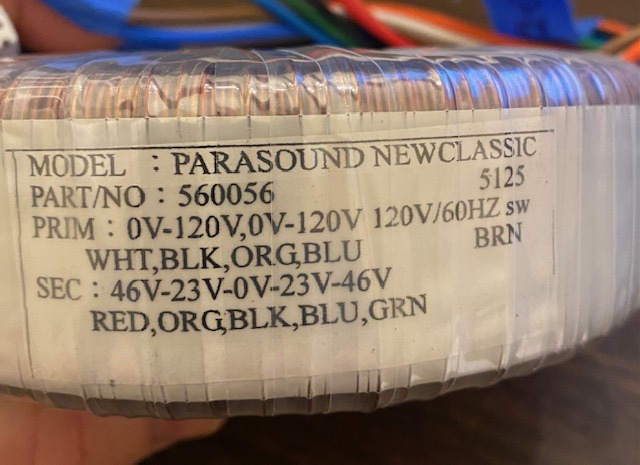 MODEL : PARASOUND NEWCLASSIC
5125
PART/NO : 560056
PRIM : 0V-120V,0V-120V 120V/60HZ sw
WHT,BLK,ORG,BLU BRN
SEC : 46V-23V-0V-23V-46V
RED,ORG,BLK,BLU,GRN